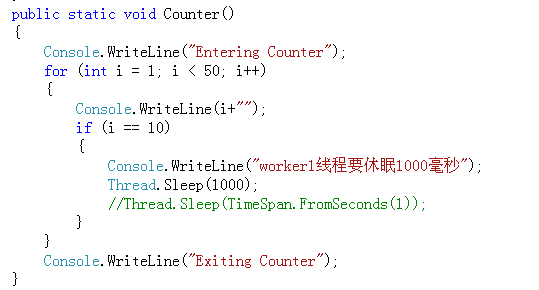 public static void Counter()
{
    Console.WriteLine("Entering Counter");
    for (int i = 1; i < 50; i++)
    {
        Console.WriteLine(i+"");
        if (i == 10)
        {
            Console.WriteLine("worker1线程要休眠1000毫秒");
            Thread.Sleep(1000);
            //Thread.Sleep(TimeSpan.FromSeconds(1));
        }
    }
    Console.WriteLine("Exiting Counter");
}